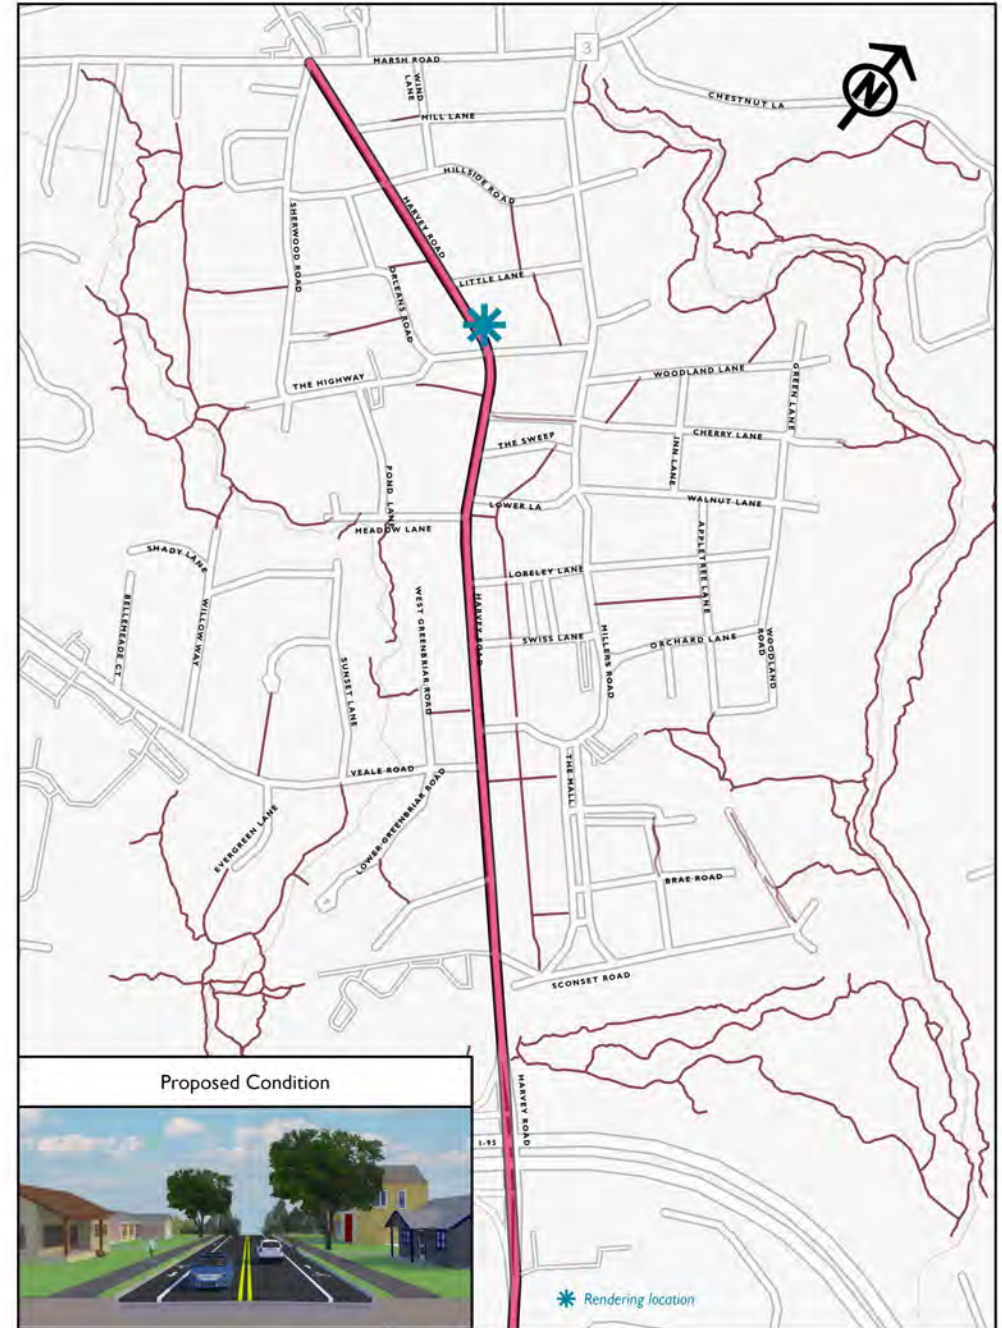 3
MARSH ROAD
WIND
LANE
CHESTNUT LA
N
MILL LANE
HILLSIDE ROAD
SHERWOOD ROAD
HARVEY ROAD
ORLEANS ROAD
LITTLE LANE
THE HIGHWAY
WOODLAND LANE
GREEN LANE
THE SWEEP
CHERRY LANE
INN LANE
POND LANE
LOWER LA
WALNUT LANE
MEADOW LANE
APPLETREE LANE
SHADY LANE
LORELEY LANE
BELLEMEADE CT
WILLOW WAY
WEST GREENBRIAR ROAD
HARVEY ROAD
SWISS LANE
MILLERS ROAD
ORCHARD LANE
WOODLAND
ROAD
SUNSET LANE
VEALE ROAD
THE MALL
EVERGREEN LANE
LOWER GREENBRIAR ROAD
BRAE ROAD
SCONSET ROAD
Proposed Condition
HARVEY ROAD
I-95
Rendering location